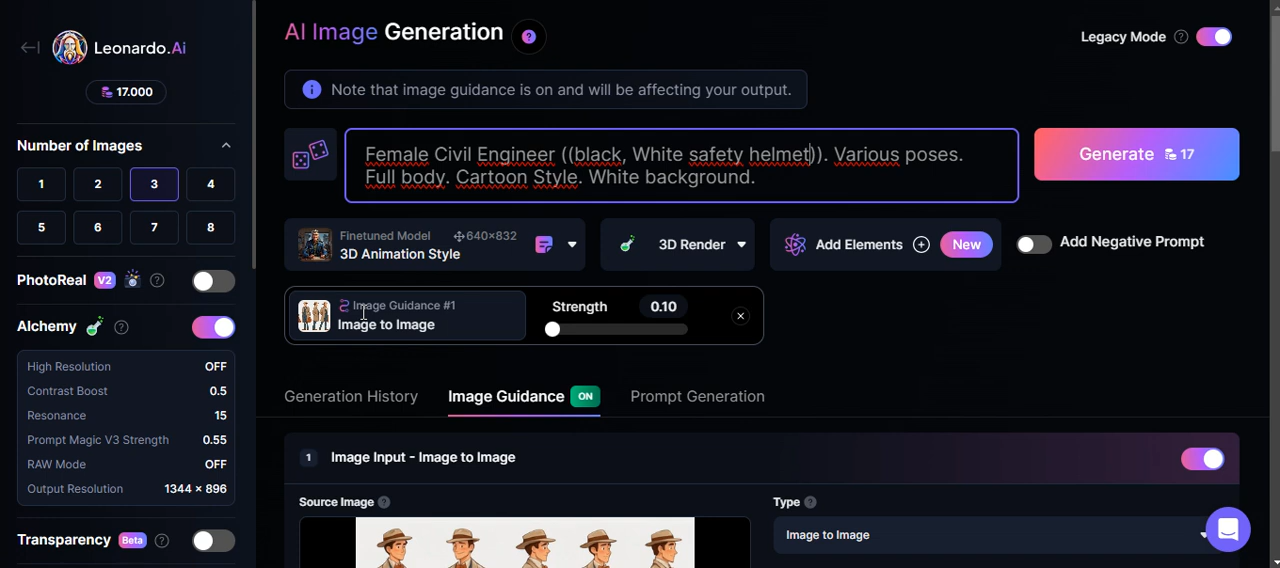 Leonardo.Ai
17.000
Number of Images
1 2 3 4
5 6 7 8
PhotoReal V2 ?
Alchemy ?
High Resolution OFF
Contrast Boost 0.5
Resonance 15
Prompt Magic V3 Strength 0.55
RAW Mode OFF
Output Resolution 1344 × 896
Transparency Beta ?
AI Image Generation ?
Legacy Mode ?
i Note that image guidance is on and will be affecting your output.
Female Civil Engineer ((black, White safety helmet)). Various poses.
Full body. Cartoon Style. White background.
Generate 17
Finetuned Model 640×832
3D Animation Style
3D Render
Add Elements New
Add Negative Prompt
Image Guidance #1
Image to Image
Strength 0.10
Generation History Image Guidance ON Prompt Generation
1 Image Input - Image to Image
Source Image ?
Type ?
Image to Image